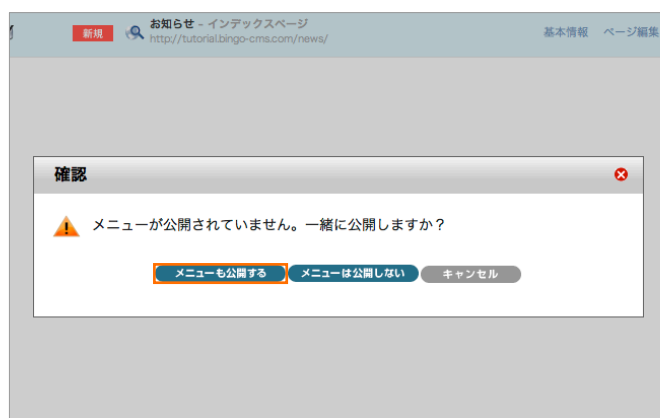 新規
お知らせ - インデックスページ
http://tutorial.bingo-cms.com/news/
基本情報 ページ編集
確認
メニューが公開されていません。一緒に公開しますか？
メニューも公開する メニューは公開しない キャンセル